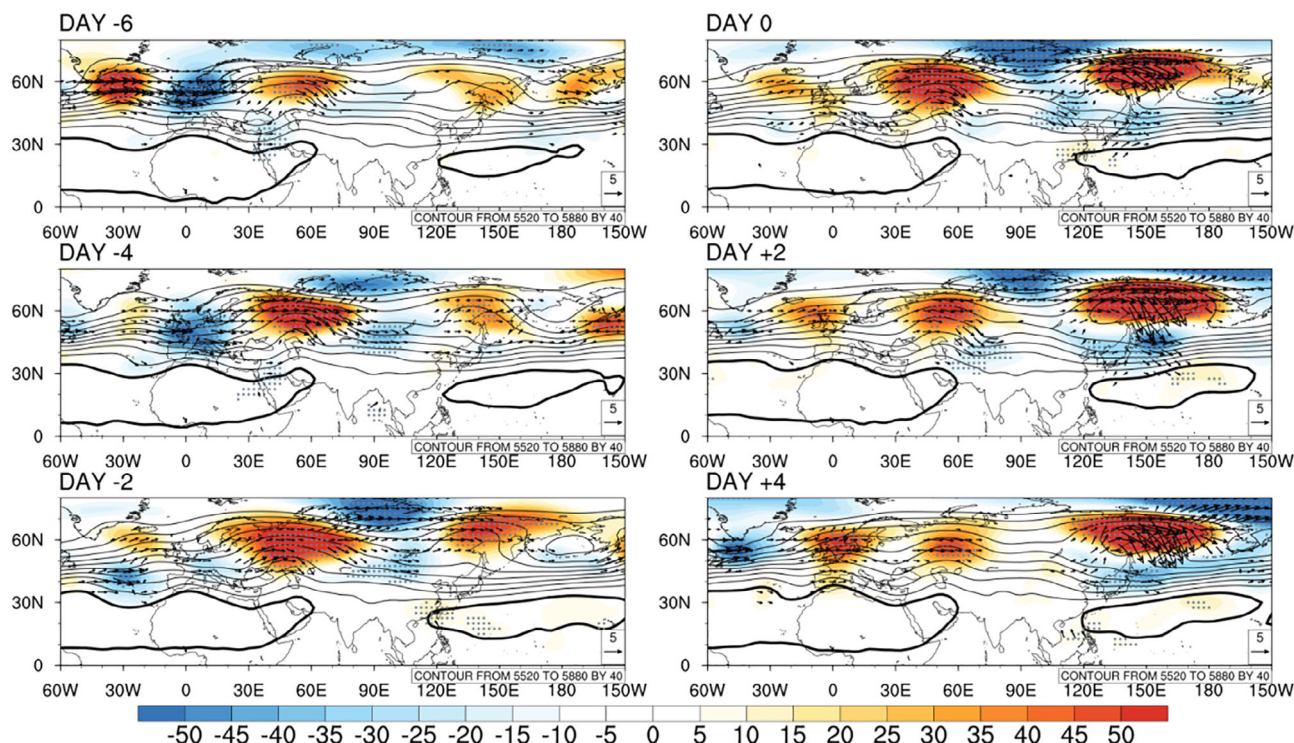 DAY -6
60N
30N
0
5
CONTOUR FROM 5520 TO 5880 BY 40
60W 30W 0 30E 60E 90E 120E 150E 180 150W
DAY 0
60N
30N
0
5
CONTOUR FROM 5520 TO 5880 BY 40
60W 30W 0 30E 60E 90E 120E 150E 180 150W
DAY -4
60N
30N
0
5
CONTOUR FROM 5520 TO 5880 BY 40
60W 30W 0 30E 60E 90E 120E 150E 180 150W
DAY +2
60N
30N
0
5
CONTOUR FROM 5520 TO 5880 BY 40
60W 30W 0 30E 60E 90E 120E 150E 180 150W
DAY -2
60N
30N
0
5
CONTOUR FROM 5520 TO 5880 BY 40
60W 30W 0 30E 60E 90E 120E 150E 180 150W
DAY +4
60N
30N
0
5
CONTOUR FROM 5520 TO 5880 BY 40
60W 30W 0 30E 60E 90E 120E 150E 180 150W
-50 -45 -40 -35 -30 -25 -20 -15 -10 -5 0 5 10 15 20 25 30 35 40 45 50